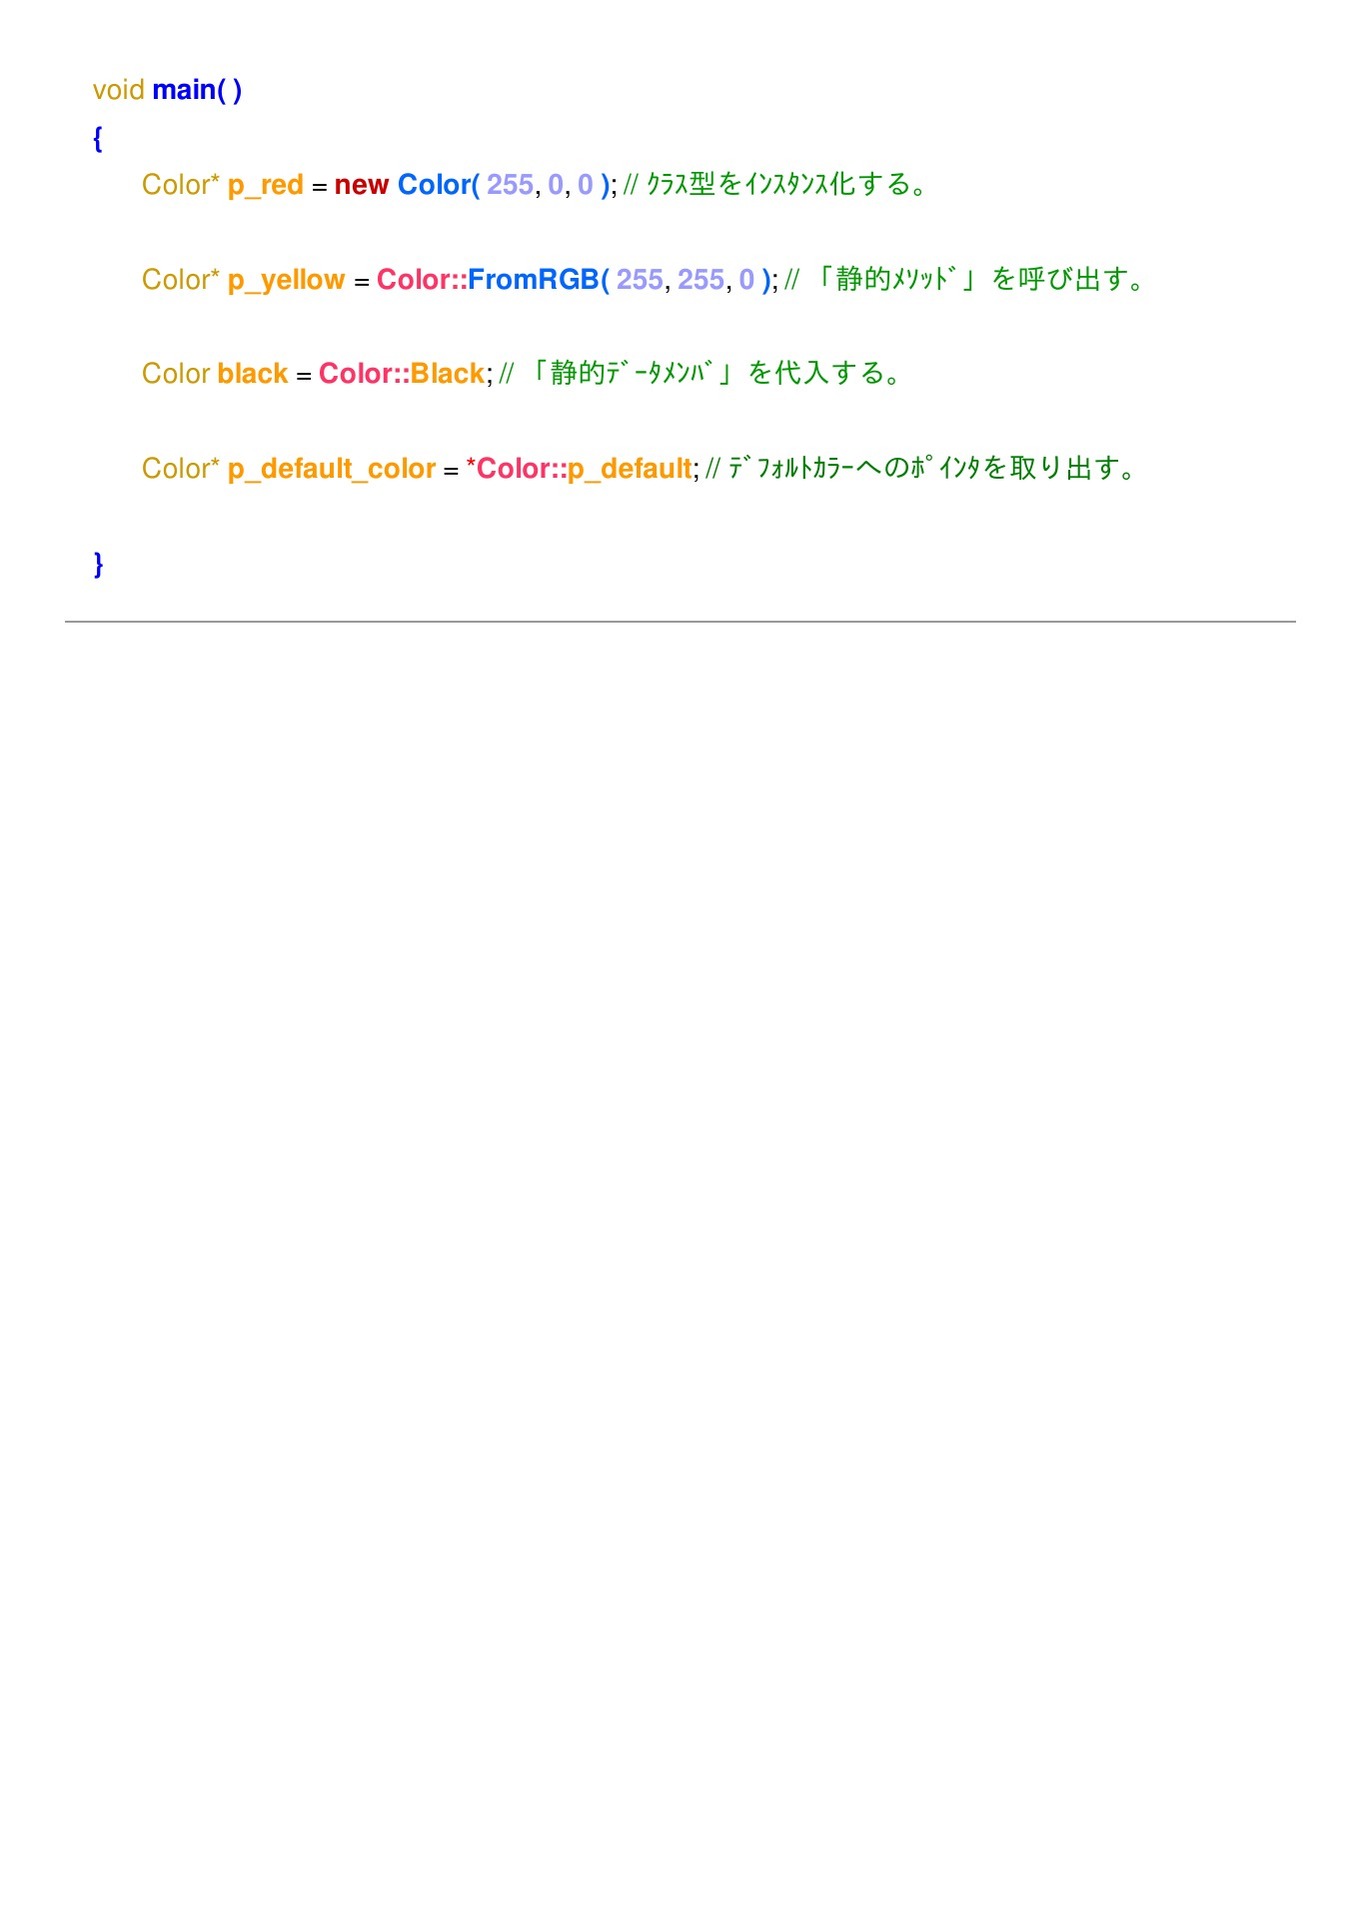 void main( )
{
Color* p_red = new Color( 255, 0, 0 ); // ｸﾗｽ型をｲﾝｽﾀﾝｽ化する。
Color* p_yellow = Color::FromRGB( 255, 255, 0 ); // 「静的ﾒｿｯﾄﾞ」を呼び出す。
Color black = Color::Black; // 「静的ﾃﾞｰﾀﾒﾝﾊﾞ」を代入する。
Color* p_default_color = *Color::p_default; // ﾃﾞﾌｫﾙﾄｶﾗｰへのﾎﾟｲﾝﾀを取り出す。
}